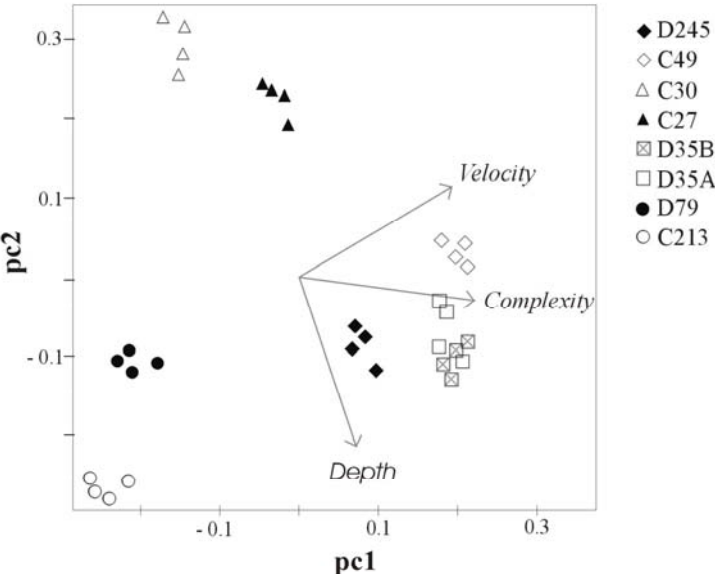 0.3
0.1
- 0.1
pc2
Velocity
Complexity
Depth
- 0.1
0.1
0.3
pc1
D245
C49
C30
C27
D35B
D35A
D79
C213